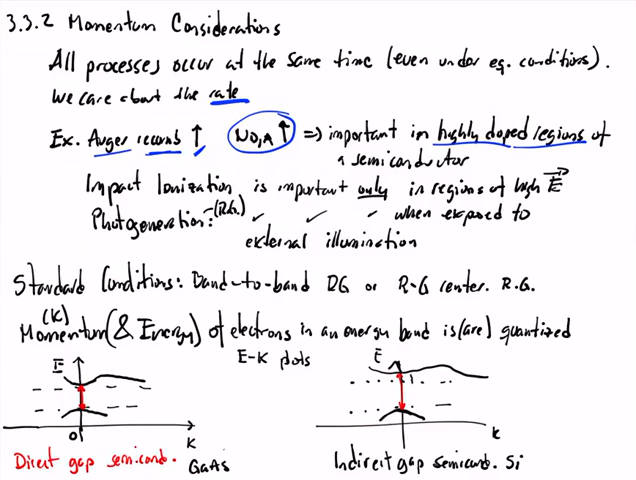 3.3.2 Momentum Considerations
All processes occur at the same time (even under eq. conditions).
We care about the rate
Ex. Auger recomb ↑ ND,A ↑ => important in highly doped regions of
a semiconductor
Impact Ionization is important only in regions of high E
Photogeneration: (R.G.) ✓ ✓ ✓ when exposed to
external illumination
Standard Conditions: Band-to-band RG or R-G center. R.G.
(K)
Momentum (& Energy) of electrons in an energy band is (are) quantized
E-K plots
E E
0 K K
Direct gap semicond. GaAs Indirect gap semicond. Si